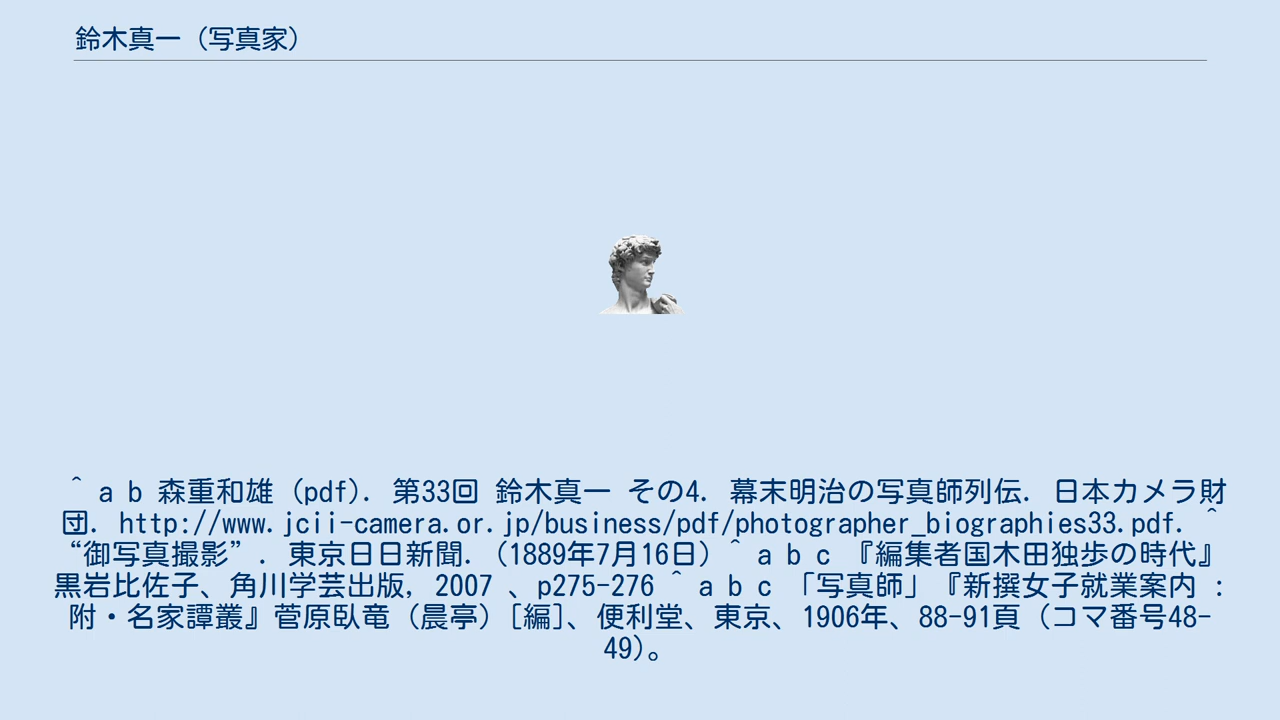 鈴木真一（写真家）
^ a b 森重和雄 (pdf). 第33回 鈴木真一 その4. 幕末明治の写真師列伝. 日本カメラ財
団. http://www.jcii-camera.or.jp/business/pdf/photographer_biographies33.pdf. ^
“御写真撮影”. 東京日日新聞. (1889年7月16日) ^ a b c 『編集者国木田独歩の時代』
黒岩比佐子、角川学芸出版, 2007 、p275-276 ^ a b c 「写真師」『新撰女子就業案内 :
附・名家譚叢』菅原臥竜（晨亭）[編]、便利堂、東京、1906年、88-91頁（コマ番号48-
49)。